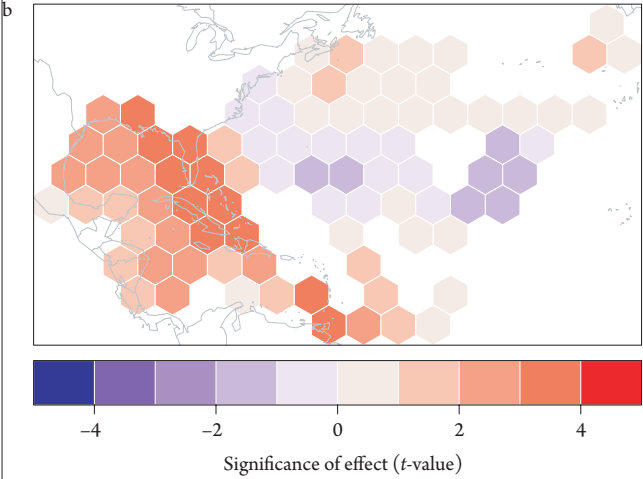 b
–4 –2 0 2 4
Significance of effect (t-value)